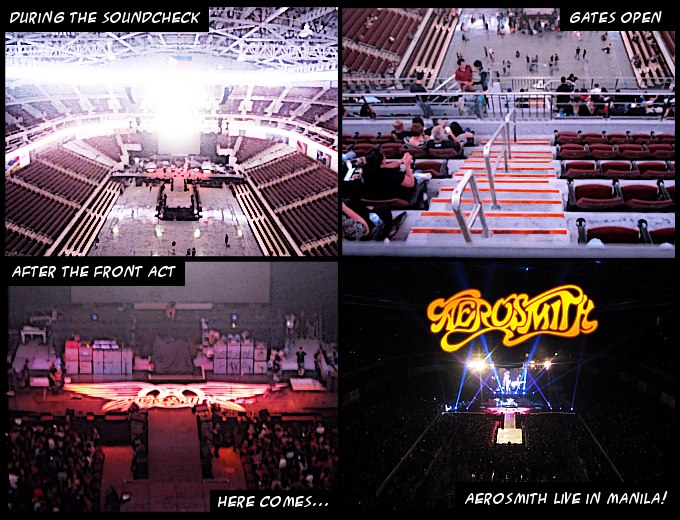 DURING THE SOUNDCHECK
GATES OPEN
AFTER THE FRONT ACT
HERE COMES...
AEROSMITH
AEROSMITH LIVE IN MANILA!